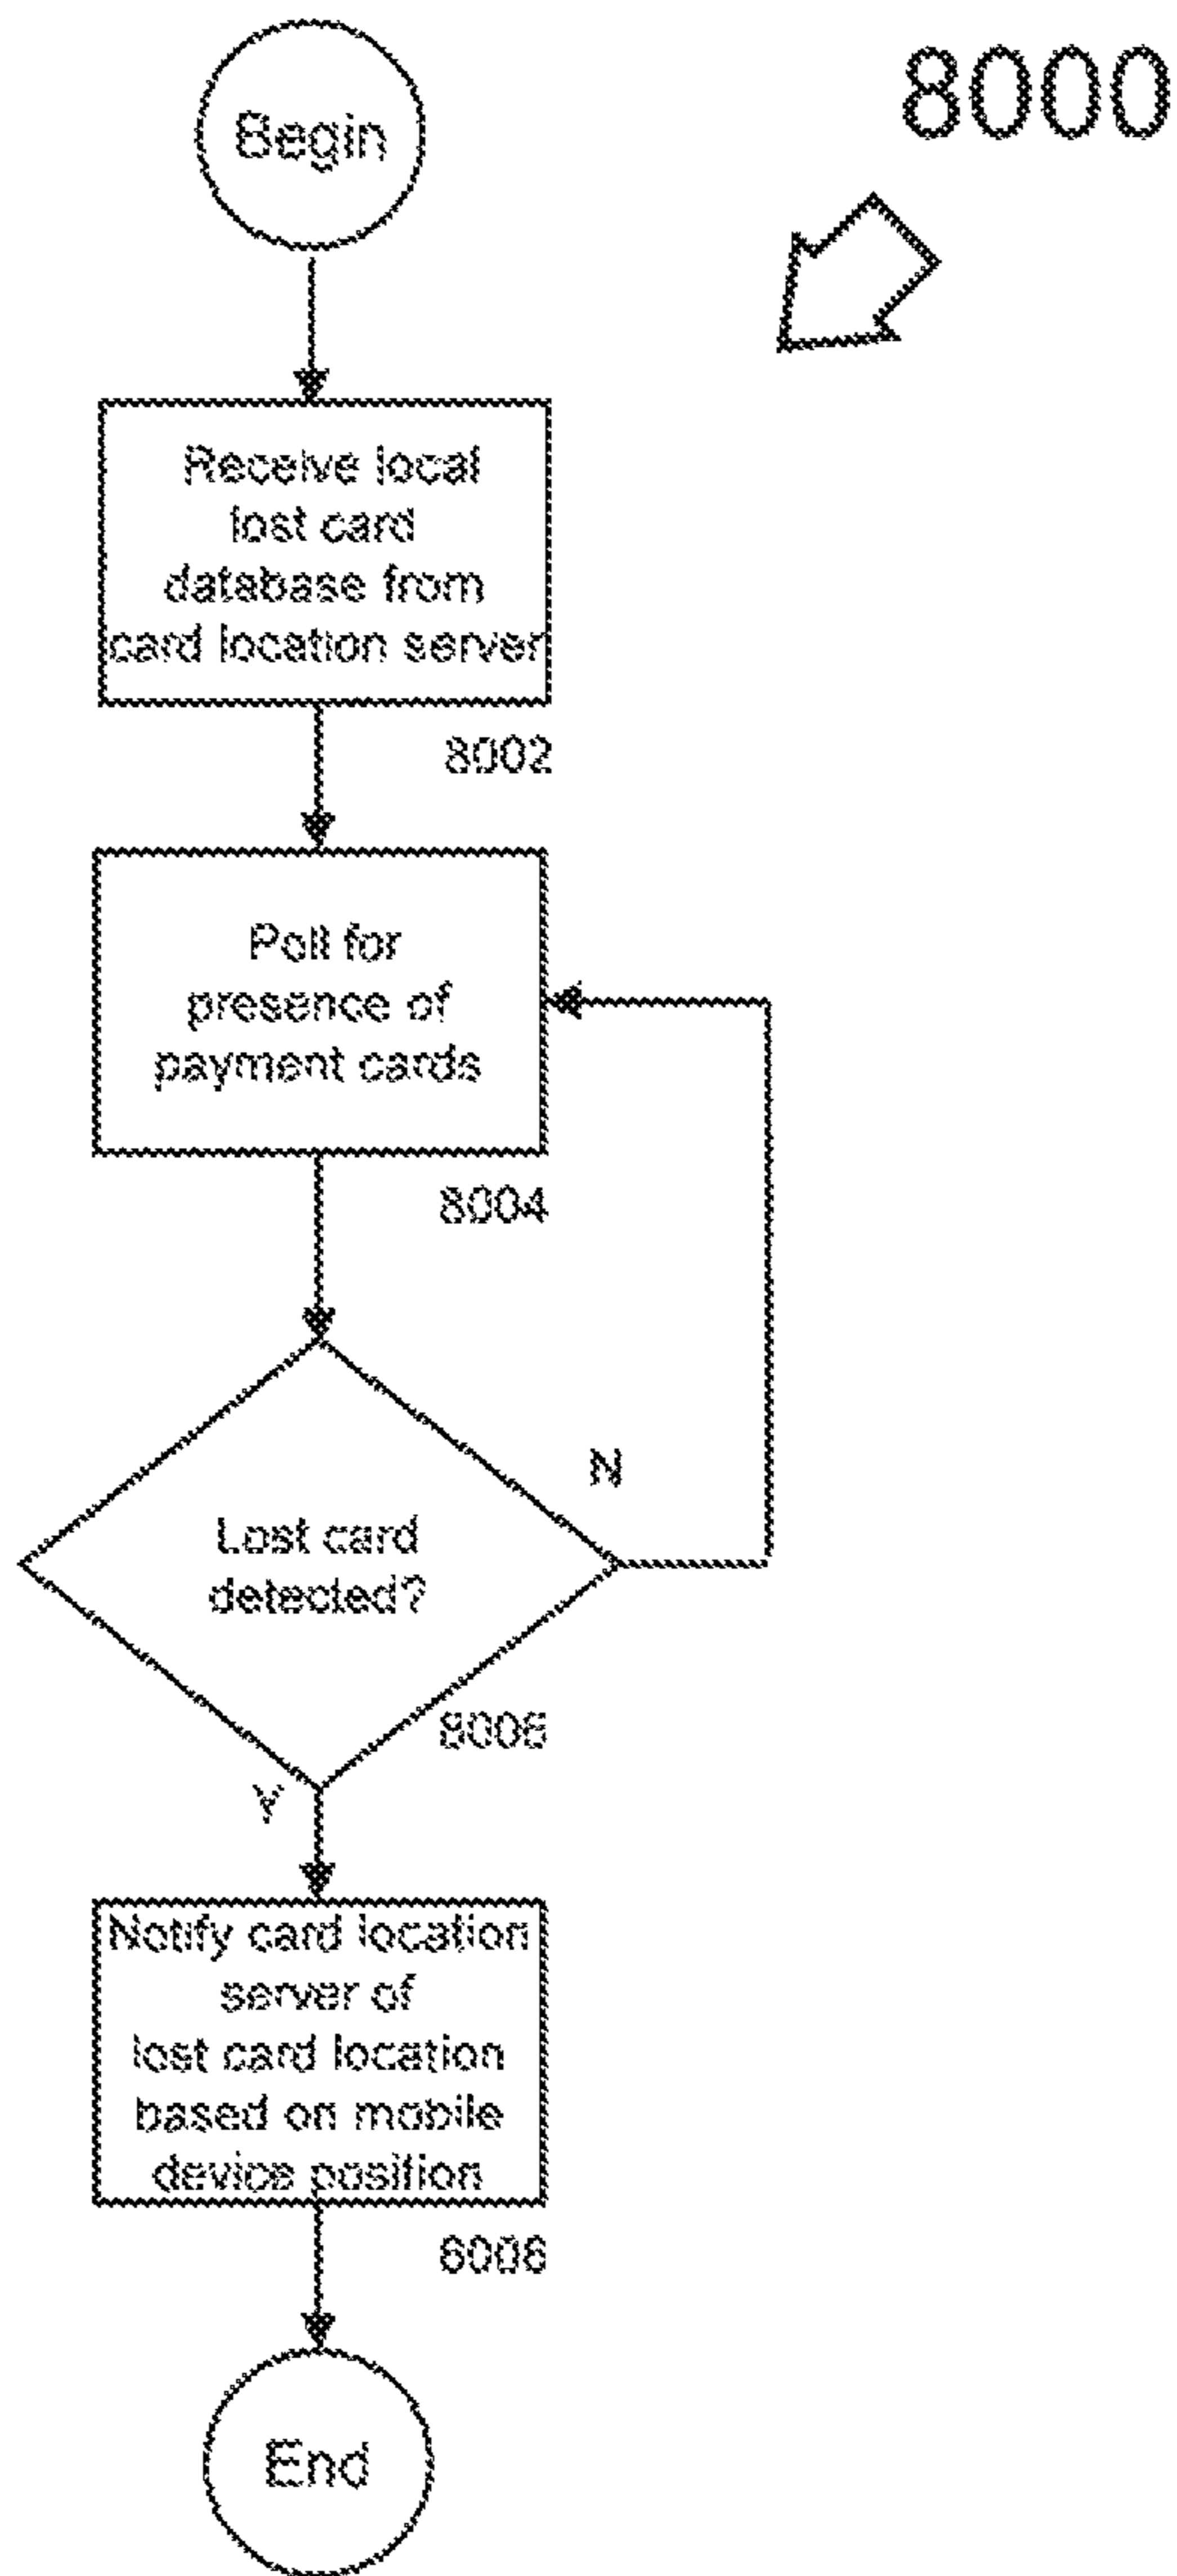 8000
Begin
Receive local
lost card
database from
card location server
8002
Poll for
presence of
payment cards
8004
N
Lost card
detected?
8006
Y
Notify card location
server of
lost card location
based on mobile
device position
6006
End